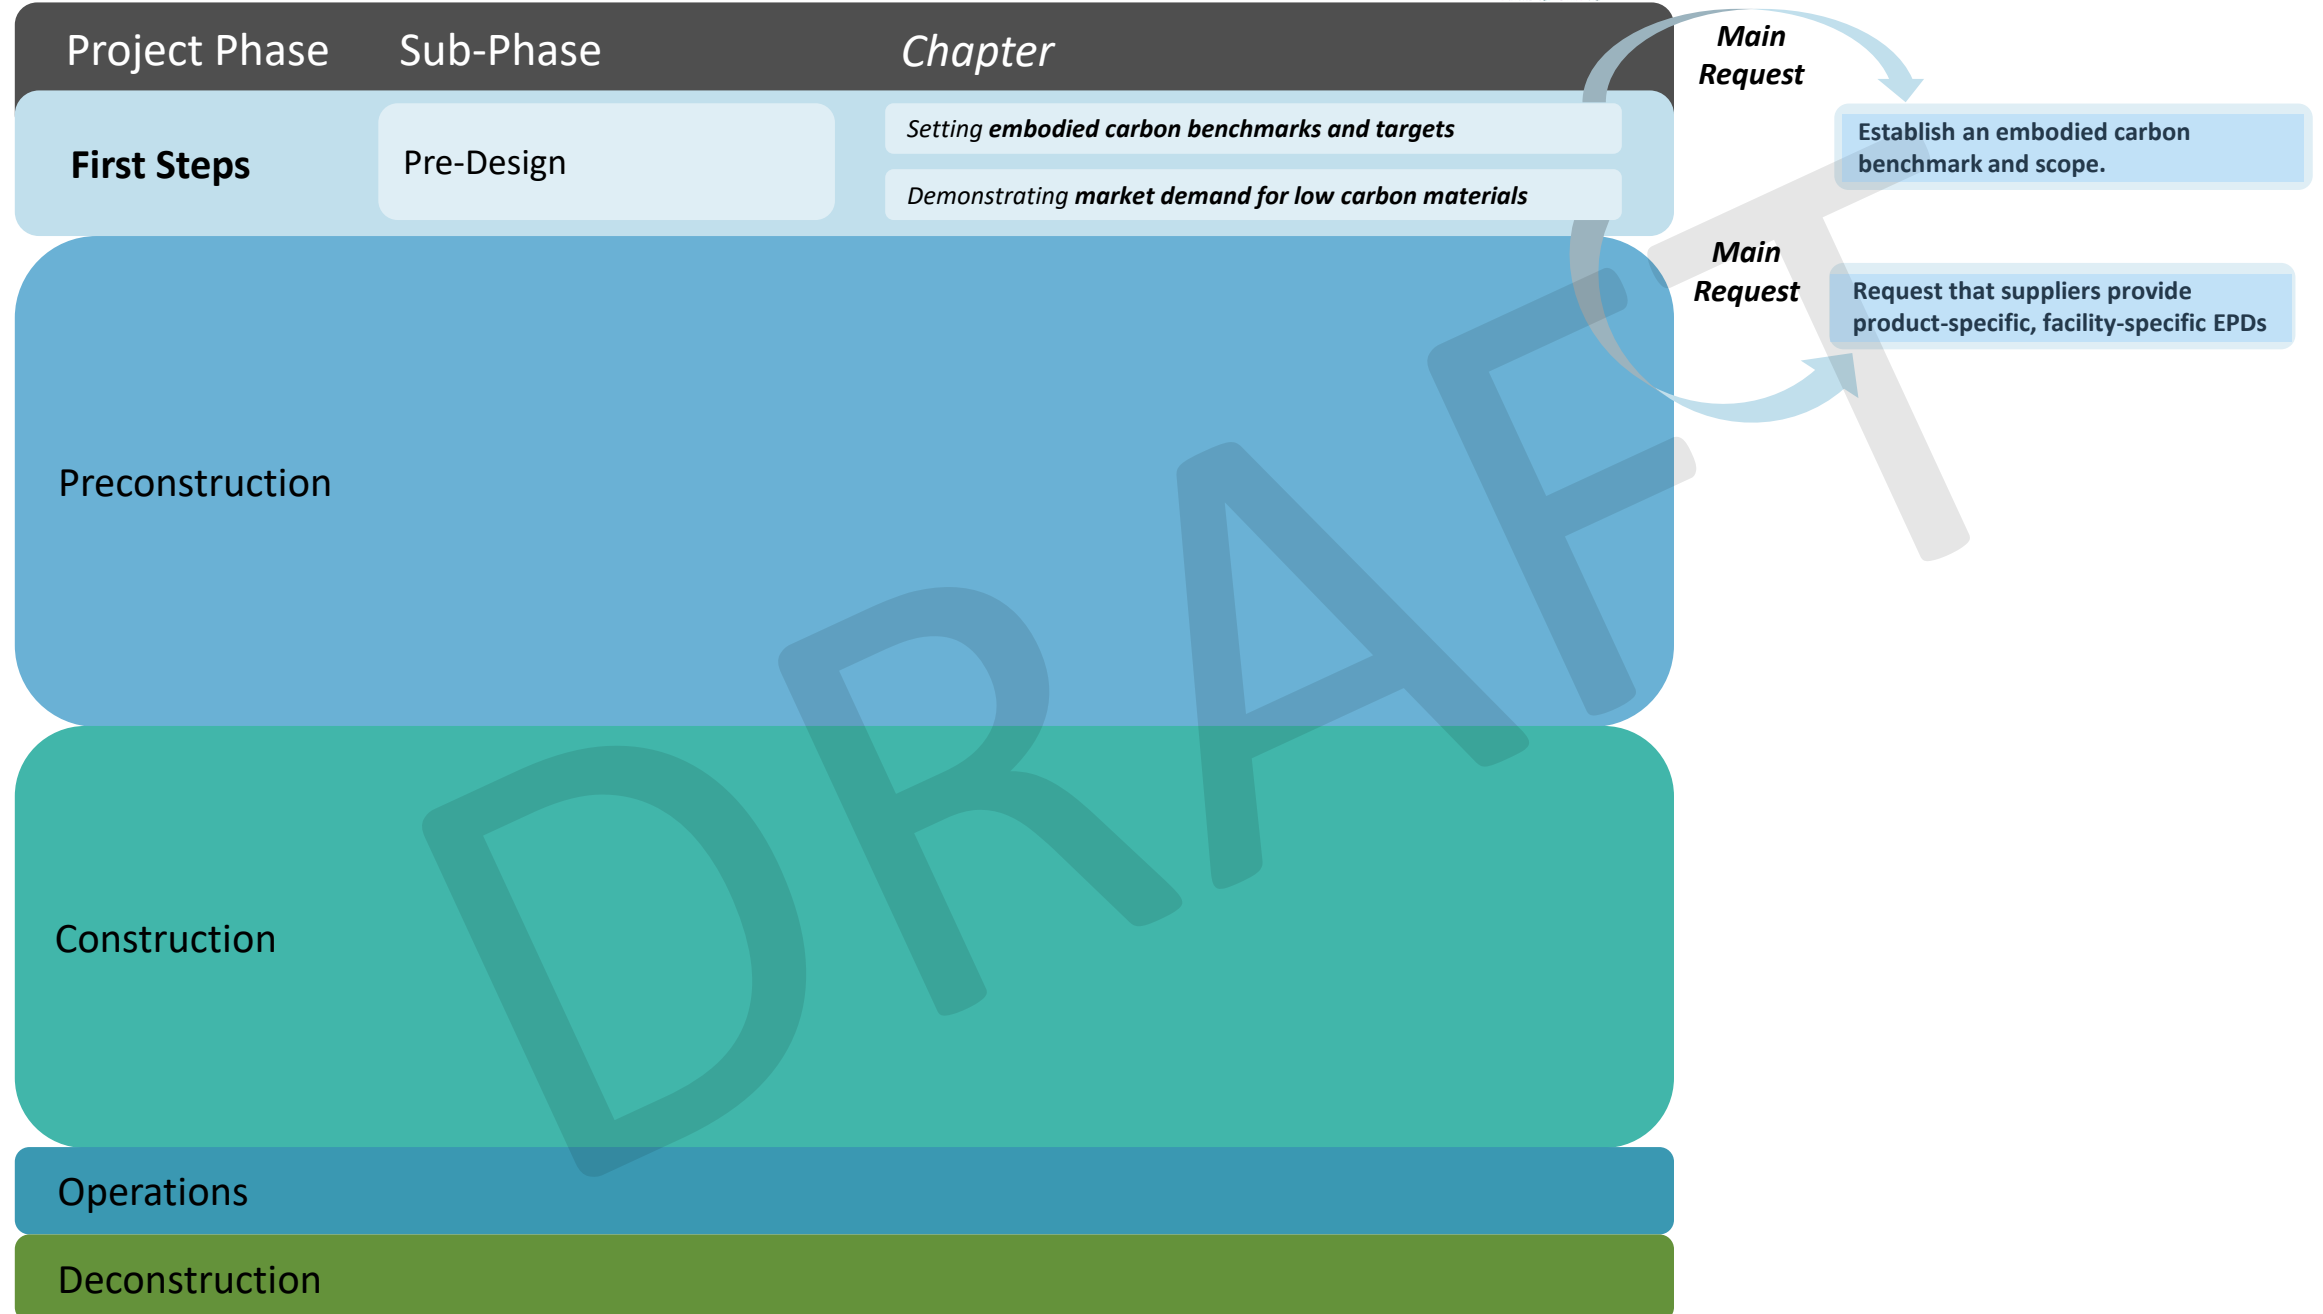 Project Phase Sub-Phase Chapter
Main
Request
First Steps
Pre-Design
Setting embodied carbon benchmarks and targets
Demonstrating market demand for low carbon materials
Establish an embodied carbon
benchmark and scope.
Main
Request
Request that suppliers provide
product-specific, facility-specific EPDs
Preconstruction
Construction
Operations
Deconstruction
DRAFT